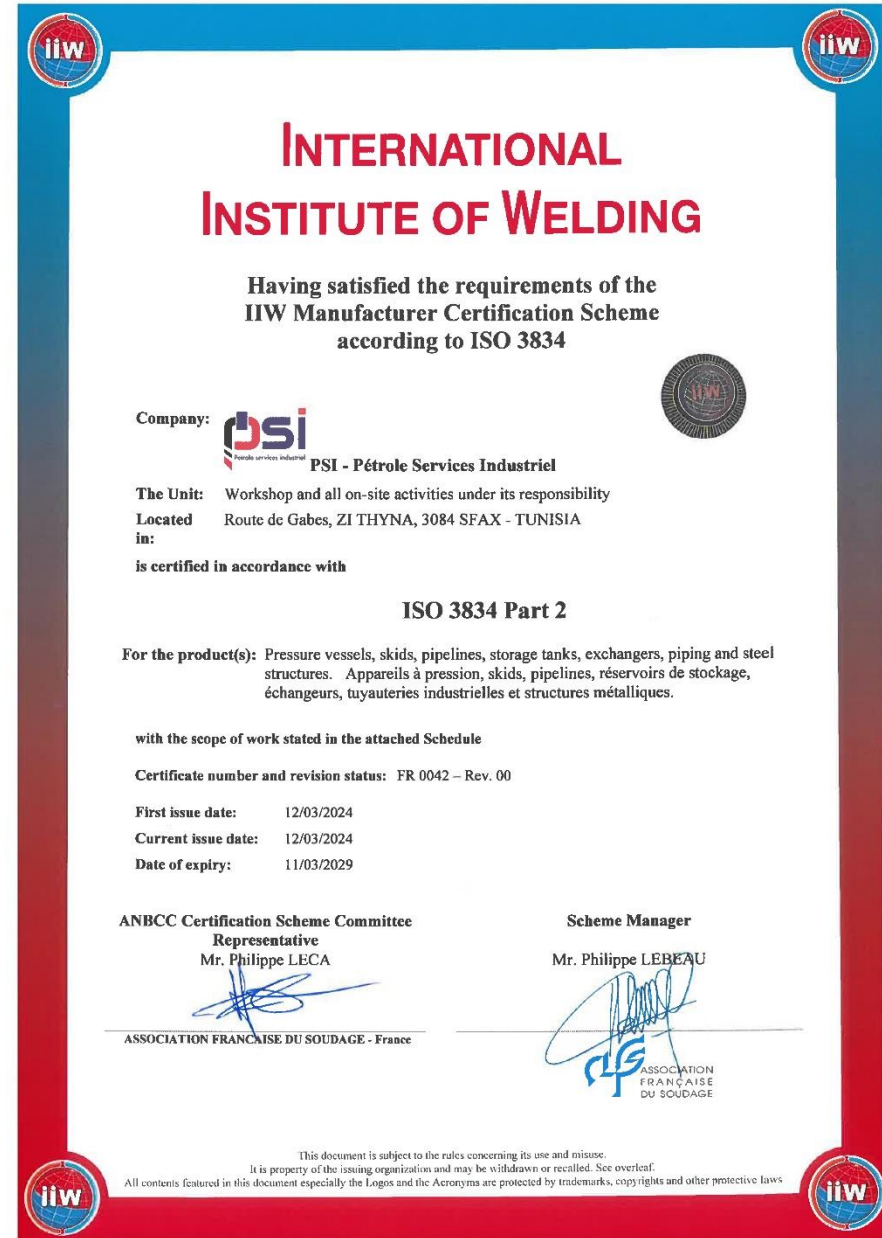 iiw
iiw
INTERNATIONAL
INSTITUTE OF WELDING
Having satisfied the requirements of the
IIW Manufacturer Certification Scheme
according to ISO 3834
iiw
Company:
psi
Petrole services industriel
PSI - Pétrole Services Industriel
The Unit: Workshop and all on-site activities under its responsibility
Located Route de Gabes, ZI THYNA, 3084 SFAX - TUNISIA
in:
is certified in accordance with
ISO 3834 Part 2
For the product(s): Pressure vessels, skids, pipelines, storage tanks, exchangers, piping and steel
structures. Appareils à pression, skids, pipelines, réservoirs de stockage,
échangeurs, tuyauteries industrielles et structures métalliques.
with the scope of work stated in the attached Schedule
Certificate number and revision status: FR 0042 – Rev. 00
First issue date: 12/03/2024
Current issue date: 12/03/2024
Date of expiry: 11/03/2029
ANBCC Certification Scheme Committee
Representative
Mr. Philippe LECA
ASSOCIATION FRANCAISE DU SOUDAGE - France
Scheme Manager
Mr. Philippe LEBEAU
ASSOCIATION
FRANÇAISE
DU SOUDAGE
This document is subject to the rules concerning its use and misuse.
It is property of the issuing organization and may be withdrawn or recalled. See overleaf.
All contents featured in this document especially the Logos and the Acronyms are protected by trademarks, copyrights and other protective laws
iiw
iiw